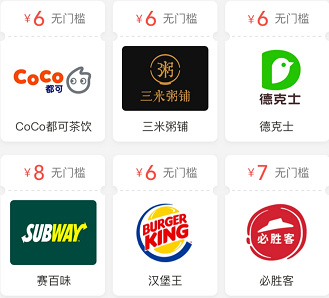 ¥6 无门槛
¥6 无门槛
¥6 无门槛
CoCo
都可
粥
三米粥铺
德克士
CoCo都可茶饮
三米粥铺
德克士
¥8 无门槛
¥6 无门槛
¥7 无门槛
SUBWAY
BURGER
KING
必胜客
赛百味
汉堡王
必胜客